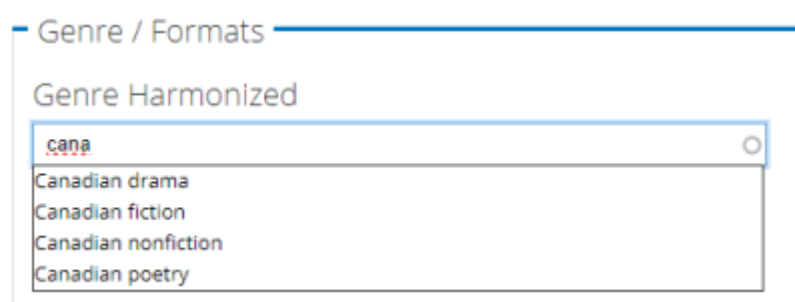 Genre / Formats
Genre Harmonized
cana
Canadian drama
Canadian fiction
Canadian nonfiction
Canadian poetry